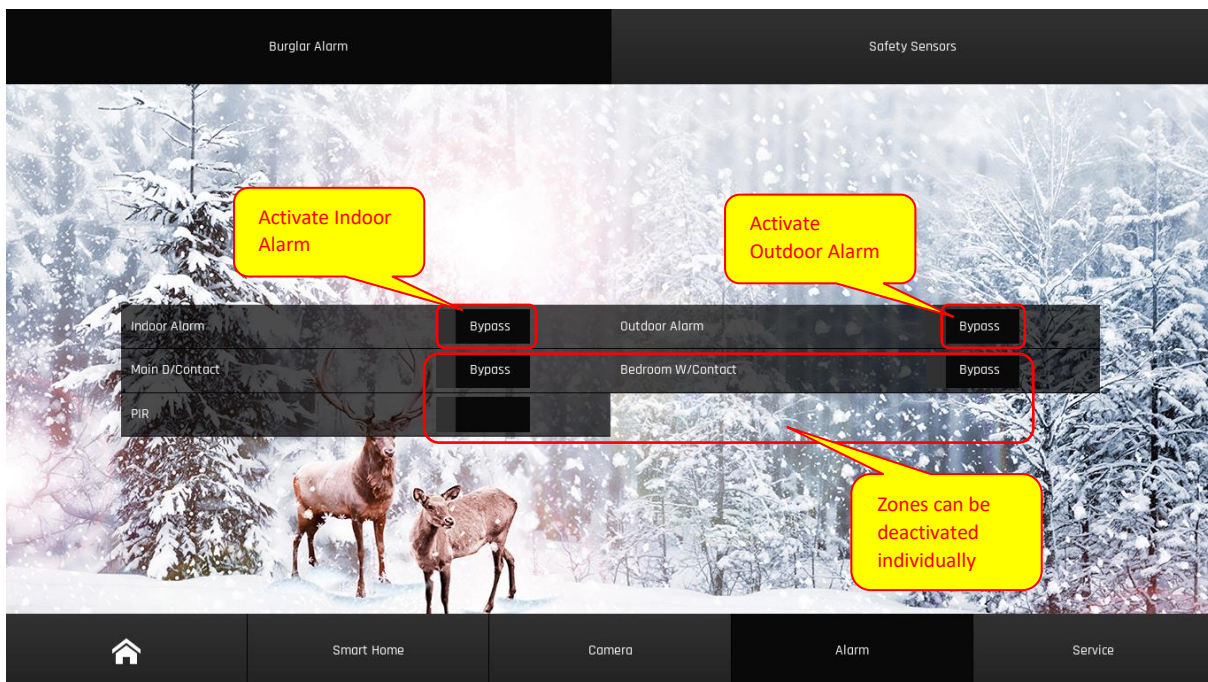 Burglar Alarm
Safety Sensors
Activate Indoor
Alarm
Activate
Outdoor Alarm
Indoor Alarm
Bypass
Outdoor Alarm
Bypass
Main D/Contact
Bypass
Bedroom W/Contact
Bypass
PIR
Zones can be
deactivated
individually
Smart Home
Camera
Alarm
Service